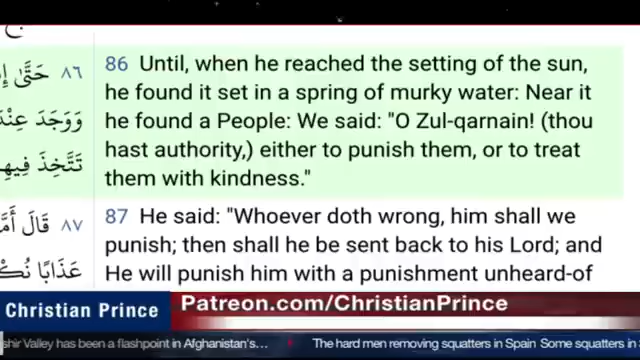 86 Until, when he reached the setting of the sun,
he found it set in a spring of murky water: Near it
he found a People: We said: "O Zul-qarnain! (thou
hast authority,) either to punish them, or to treat
them with kindness."
87 He said: "Whoever doth wrong, him shall we
punish; then shall he be sent back to his Lord; and
He will punish him with a punishment unheard-of
٨٦ حَتَّىٰ
وَوَجَدَ
تَتَّخِذَ
٨٧ قَالَ
عَذَابًا
Christian Prince
Patreon.com/ChristianPrince
Valley has been a flashpoint in Afghanistan's... The hard men removing squatters in Spain Some squatters in